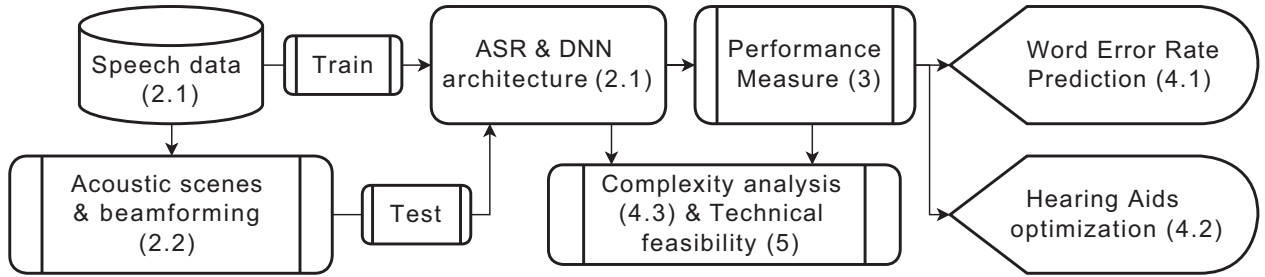 Speech data
(2.1)
Train
ASR & DNN
architecture (2.1)
Performance
Measure (3)
Word Error Rate
Prediction (4.1)
Acoustic scenes
& beamforming
(2.2)
Test
Complexity analysis
(4.3) & Technical
feasibility (5)
Hearing Aids
optimization (4.2)